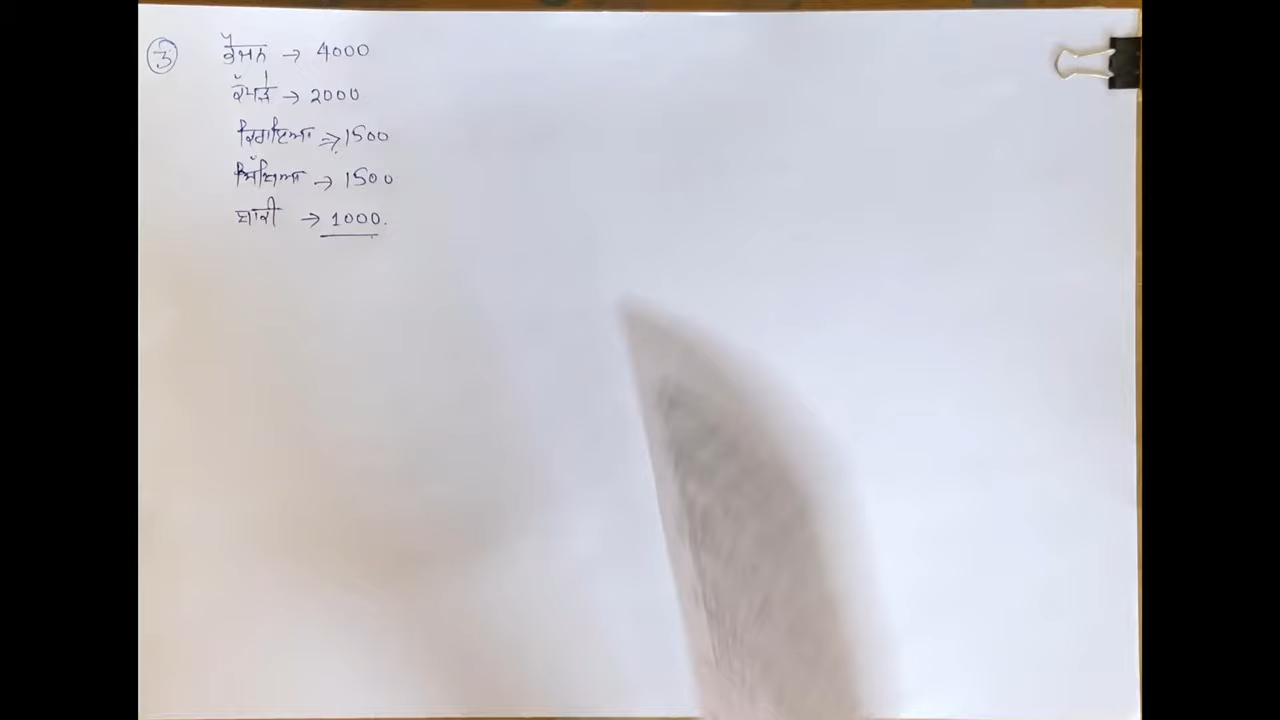 ③ ਭੋਜਨ → 4000
ਕੱਪੜੇ → 2000
ਕਿਰਾਇਆ → 1500
ਸਿੱਖਿਆ → 1500
ਬਾਕੀ → 1000.